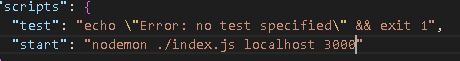 "scripts": {
"test": "echo \"Error: no test specified\" && exit 1",
"start": "nodemon ./index.js localhost 3000"